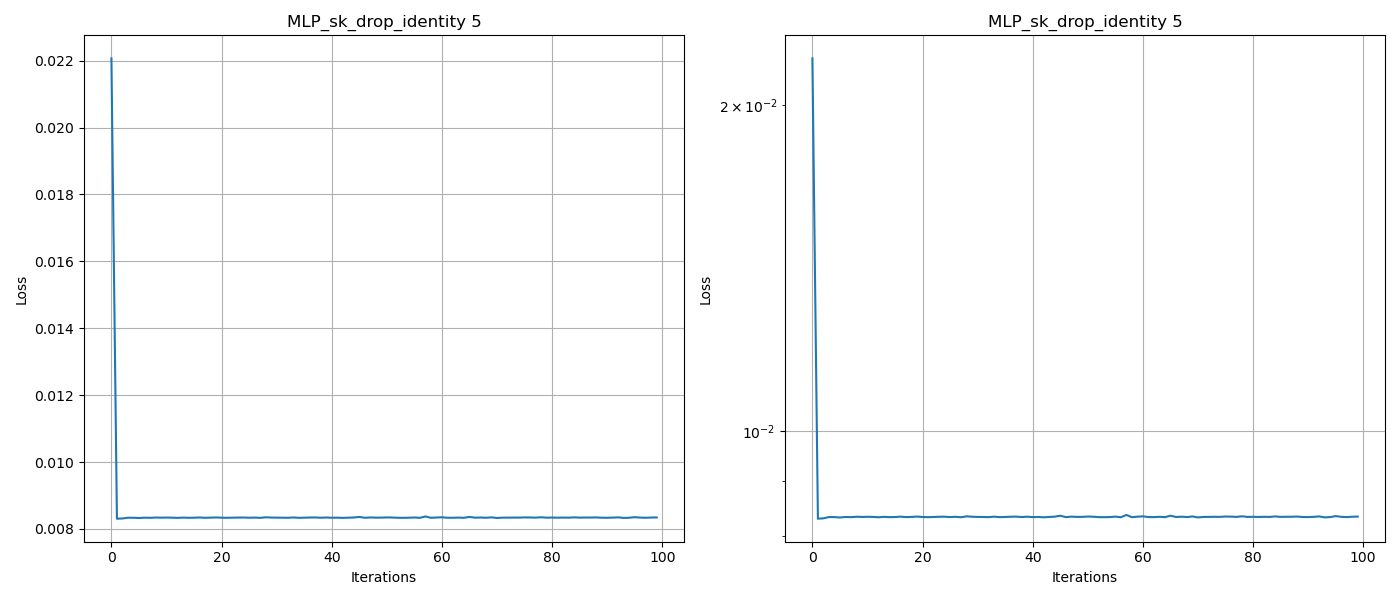 MLP_sk_drop_identity 5
0.022
0.020
0.018
0.016
0.014
0.012
0.010
0.008
Loss
0 20 40 60 80 100
Iterations
MLP_sk_drop_identity 5
2 × 10⁻²
10⁻²
Loss
0 20 40 60 80 100
Iterations